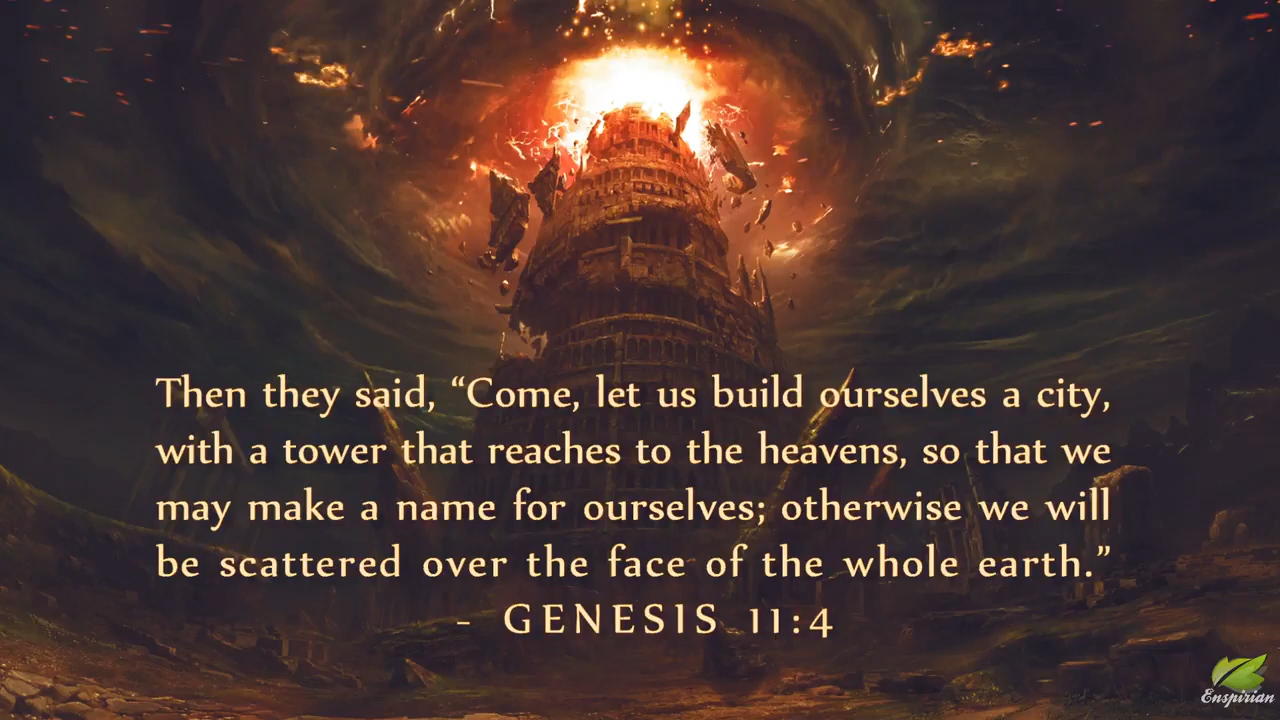 Then they said, “Come, let us build ourselves a city,
with a tower that reaches to the heavens, so that we
may make a name for ourselves; otherwise we will
be scattered over the face of the whole earth.”
- GENESIS 11:4
Enspirian